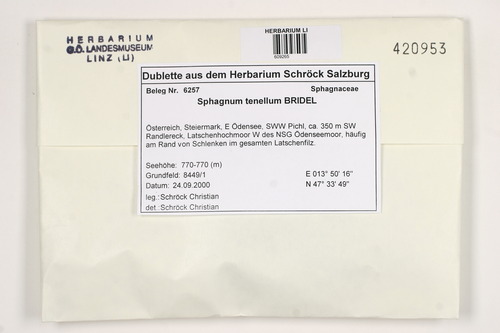 HERBARIUM
O.Ö. LANDESMUSEUM
LINZ (LI)
HERBARIUM LI
420953
Dublette aus dem Herbarium Schröck Salzburg
Beleg Nr. 6257 Sphagnaceae
Sphagnum tenellum BRIDEL
Österreich, Steiermark, E Ödensee, SWW Pichl, ca. 350 m SW
Randlereck, Latschenhochmoor W des NSG Ödenseemoor, häufig
am Rand von Schlenken im gesamten Latschenfilz.
Seehöhe: 770-770 (m)
Grundfeld: 8449/1 E 013° 50' 16"
Datum: 24.09.2000 N 47° 33' 49"
leg.: Schröck Christian
det.: Schröck Christian